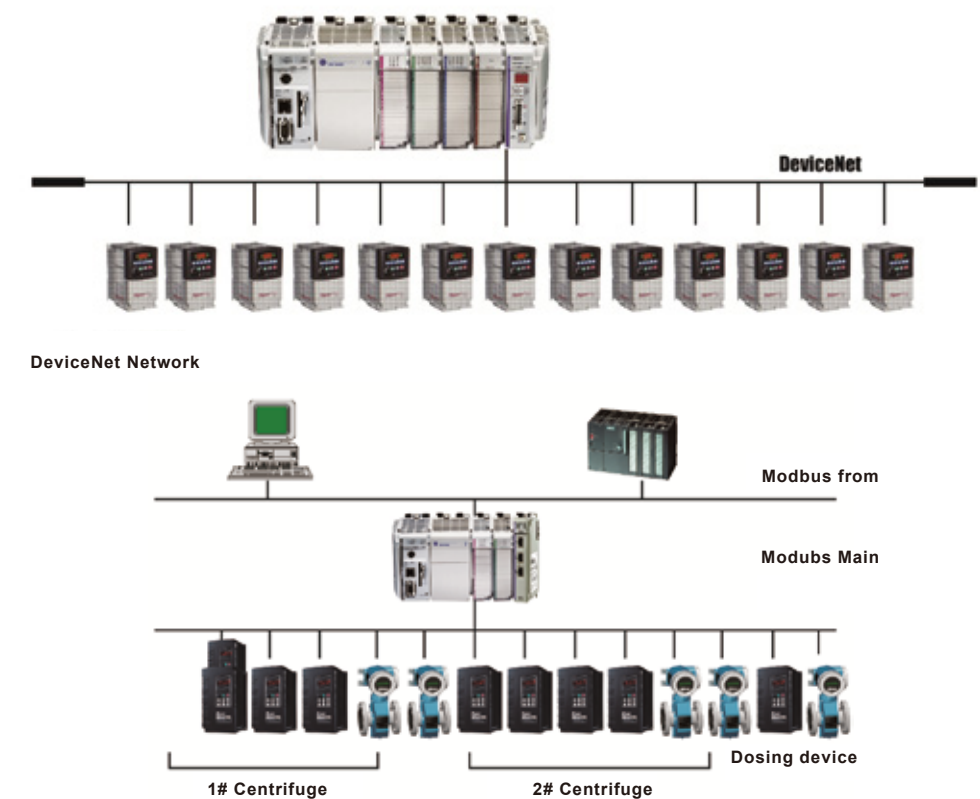 DeviceNet
DeviceNet Network
Modbus from
Modubs Main
Dosing device
1# Centrifuge
2# Centrifuge